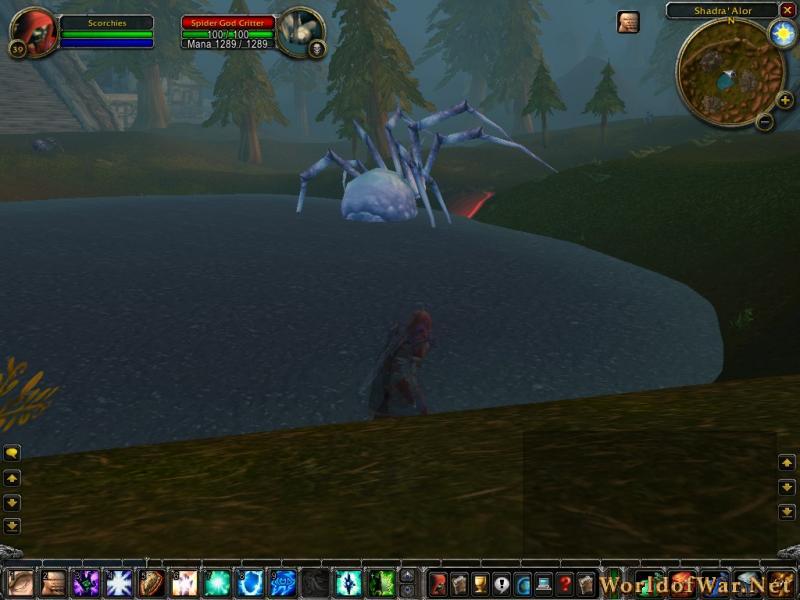 Scorchies
39
Spider God Critter
100 / 100
Mana 1289 / 1289
Shadra'Alor
N
WorldofWar.Net